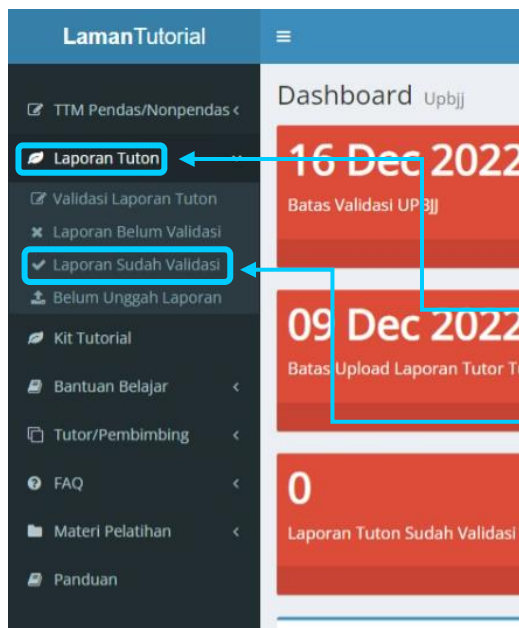 LamanTutorial
TTM Pendas/Nonpendas
Laporan Tuton
Validasi Laporan Tuton
Laporan Belum Validasi
Laporan Sudah Validasi
Belum Unggah Laporan
Kit Tutorial
Bantuan Belajar
Tutor/Pembimbing
FAQ
Materi Pelatihan
Panduan
Dashboard Upbjj
16 Dec 2022
Batas Validasi UPBJJ
09 Dec 2022
Batas Upload Laporan Tutor
0
Laporan Tuton Sudah Validasi